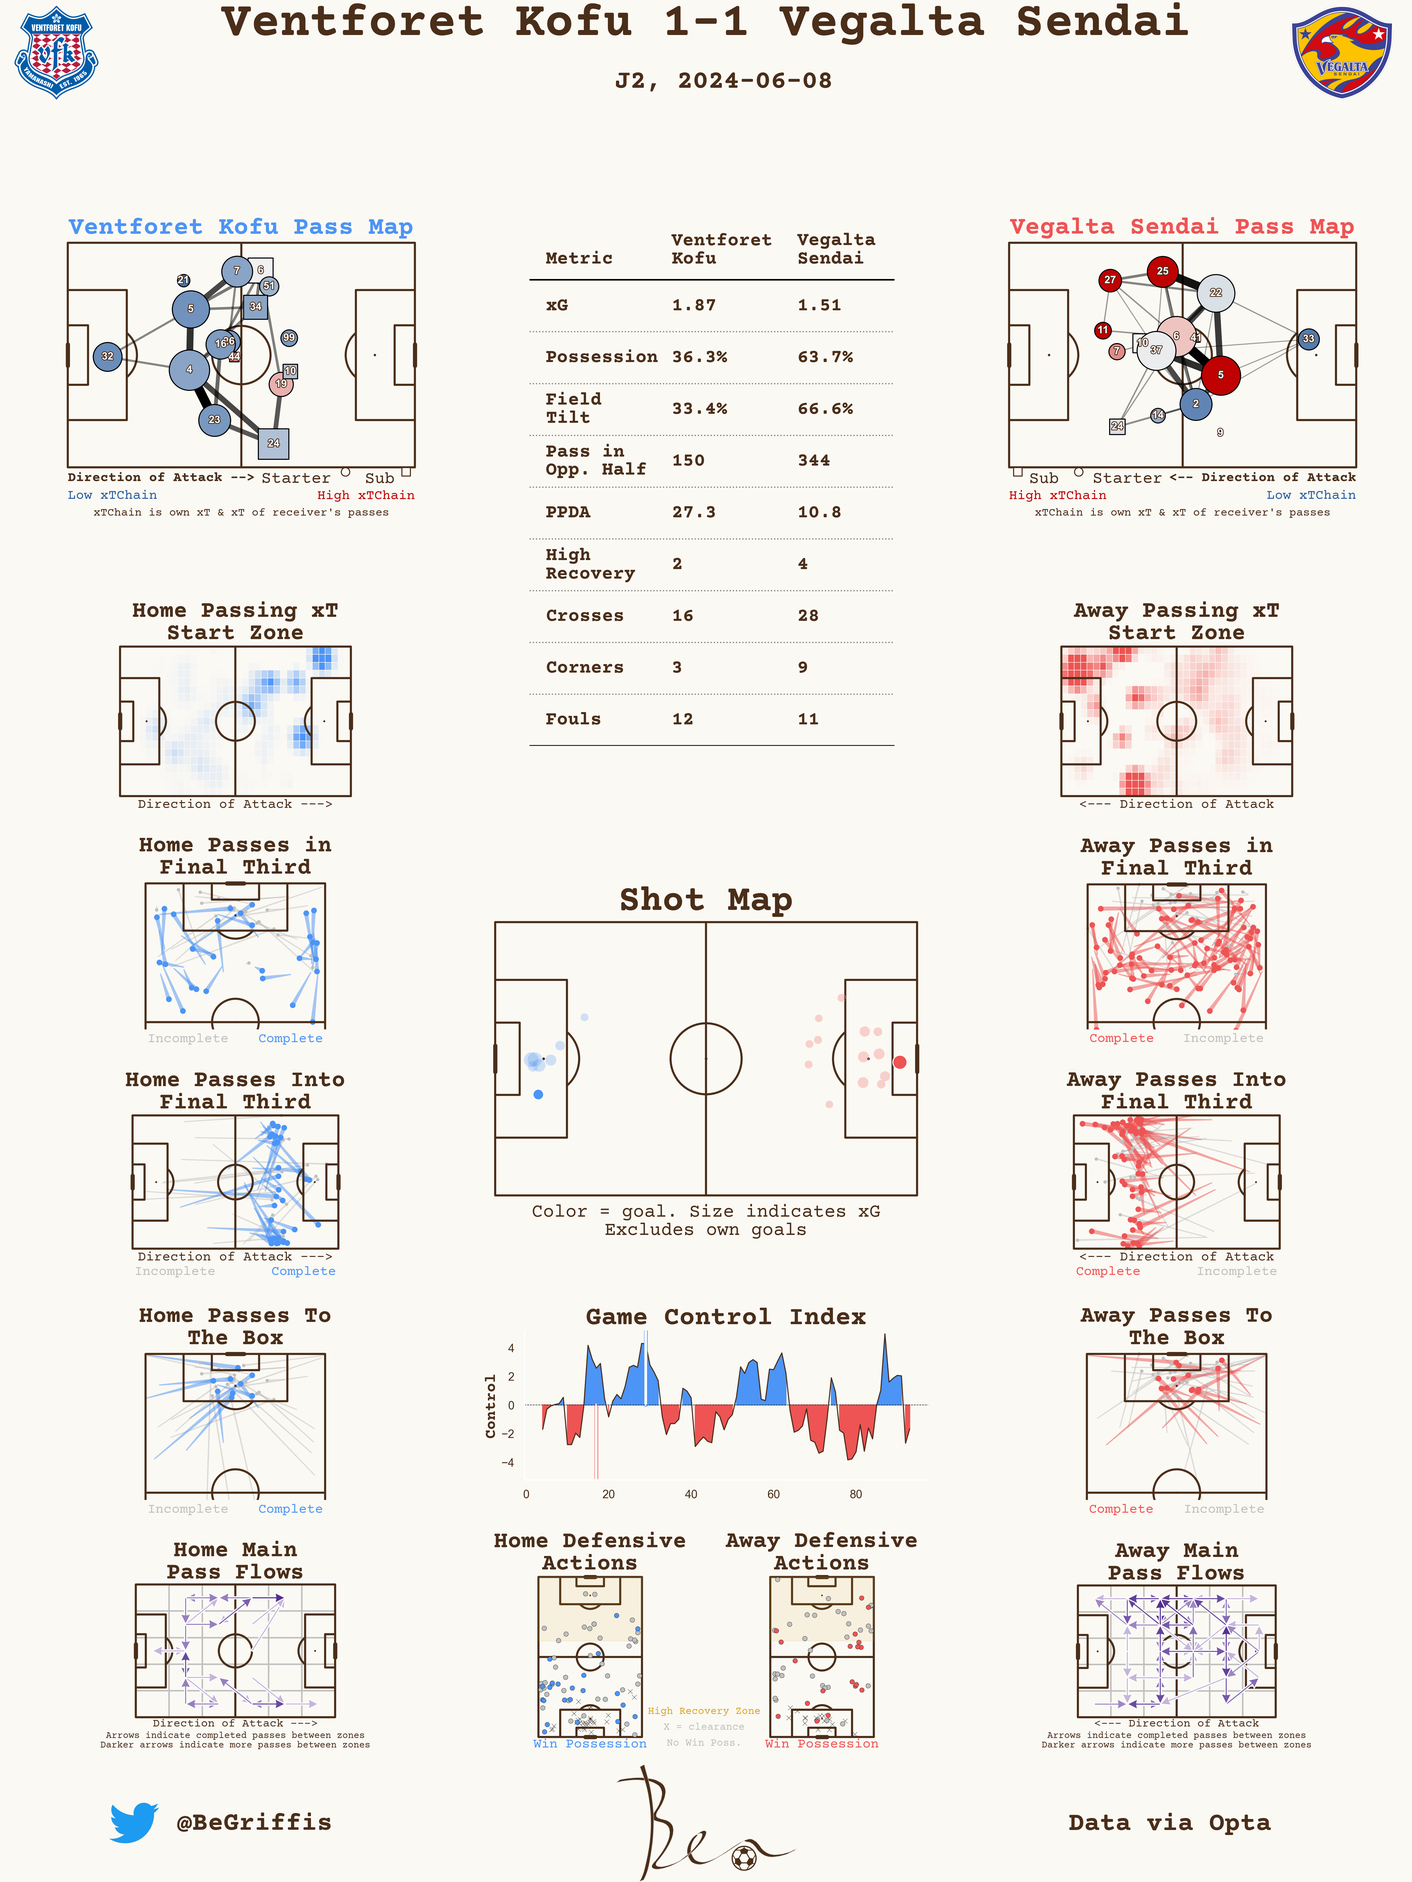 Ventforet Kofu 1-1 Vegalta Sendai
J2, 2024-06-08
VENTFORET KOFU
vfk
YAMANASHI EST. 1965
VEGALTA
SENDAI
Ventforet Kofu Pass Map
7
6
51
21
5
34
16
99
32
4
10
19
23
24
Direction of Attack --> Starter Sub
Low xTChain High xTChain
xTChain is own xT & xT of receiver's passes
Metric Ventforet Kofu Vegalta Sendai
xG 1.87 1.51
Possession 36.3% 63.7%
Field Tilt 33.4% 66.6%
Pass in Opp. Half 150 344
PPDA 27.3 10.8
High Recovery 2 4
Crosses 16 28
Corners 3 9
Fouls 12 11
Vegalta Sendai Pass Map
25
27
22
11
10
6
41
33
7
37
5
2
14
24
9
Sub Starter <-- Direction of Attack
High xTChain Low xTChain
xTChain is own xT & xT of receiver's passes
Home Passing xT
Start Zone
Direction of Attack --->
Away Passing xT
Start Zone
<--- Direction of Attack
Home Passes in
Final Third
Incomplete Complete
Away Passes in
Final Third
Complete Incomplete
Shot Map
Color = goal. Size indicates xG
Excludes own goals
Home Passes Into
Final Third
Direction of Attack --->
Incomplete Complete
Away Passes Into
Final Third
<--- Direction of Attack
Complete Incomplete
Home Passes To
The Box
Incomplete Complete
Game Control Index
Control
4
2
0
−2
−4
0 20 40 60 80
Away Passes To
The Box
Complete Incomplete
Home Main
Pass Flows
Direction of Attack --->
Arrows indicate completed passes between zones
Darker arrows indicate more passes between zones
Home Defensive
Actions
Win Possession
Away Defensive
Actions
Win Possession
High Recovery Zone
X = clearance
No Win Poss.
Away Main
Pass Flows
<--- Direction of Attack
Arrows indicate completed passes between zones
Darker arrows indicate more passes between zones
@BeGriffis
Ben
Data via Opta